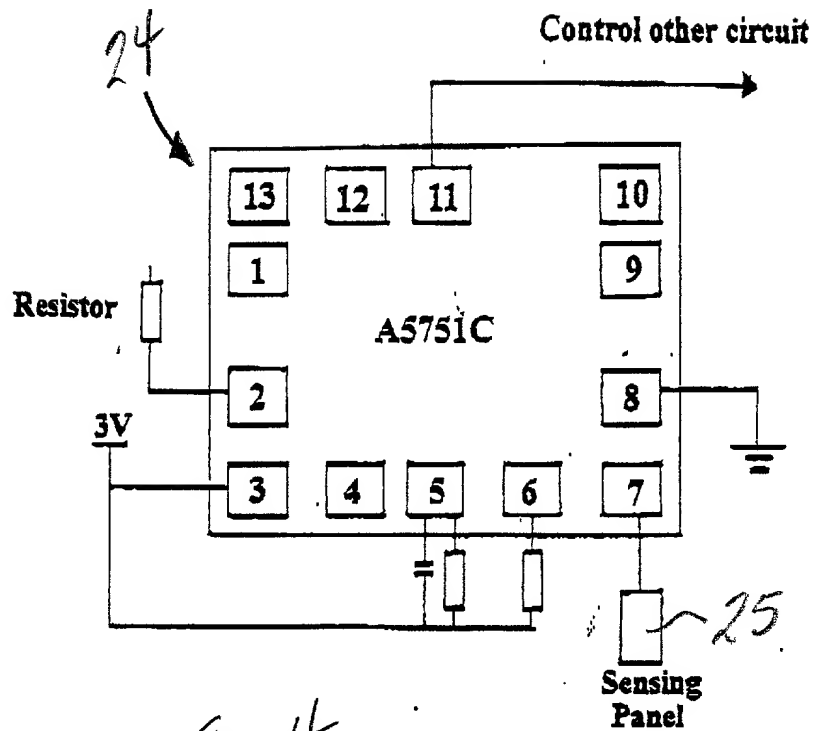 Control other circuit
24
13 12 11 10
1 9
Resistor
A5751C
2 8
3V
3 4 5 6 7
25
Sensing
Panel